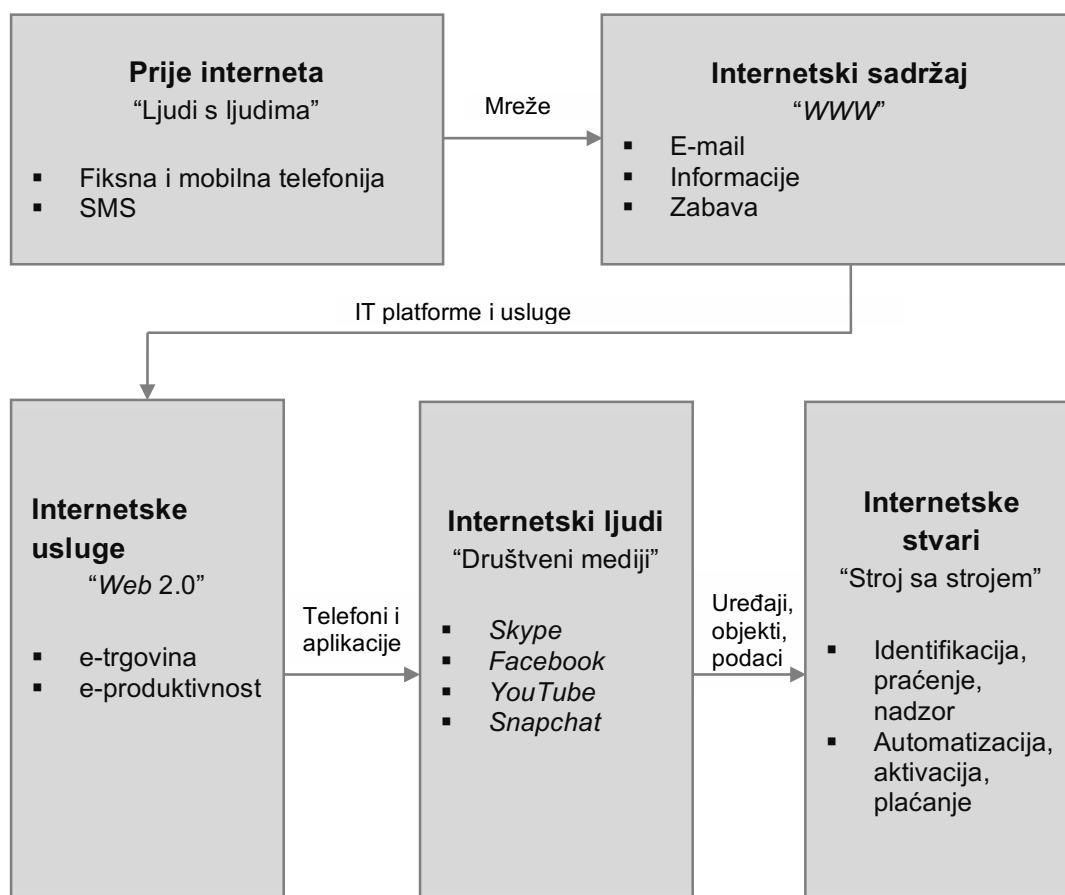 Prije interneta
“Ljudi s ljudima”
▪ Fiksna i mobilna telefonija
▪ SMS
Mreže
Internetski sadržaj
“WWW”
▪ E-mail
▪ Informacije
▪ Zabava
IT platforme i usluge
Internetske
usluge
“Web 2.0”
▪ e-trgovina
▪ e-produktivnost
Telefoni i
aplikacije
Internetski ljudi
“Društveni mediji”
▪ Skype
▪ Facebook
▪ YouTube
▪ Snapchat
Uređaji,
objekti,
podaci
Internetske
stvari
“Stroj sa strojem”
▪ Identifikacija,
praćenje,
nadzor
▪ Automatizacija,
aktivacija,
plaćanje